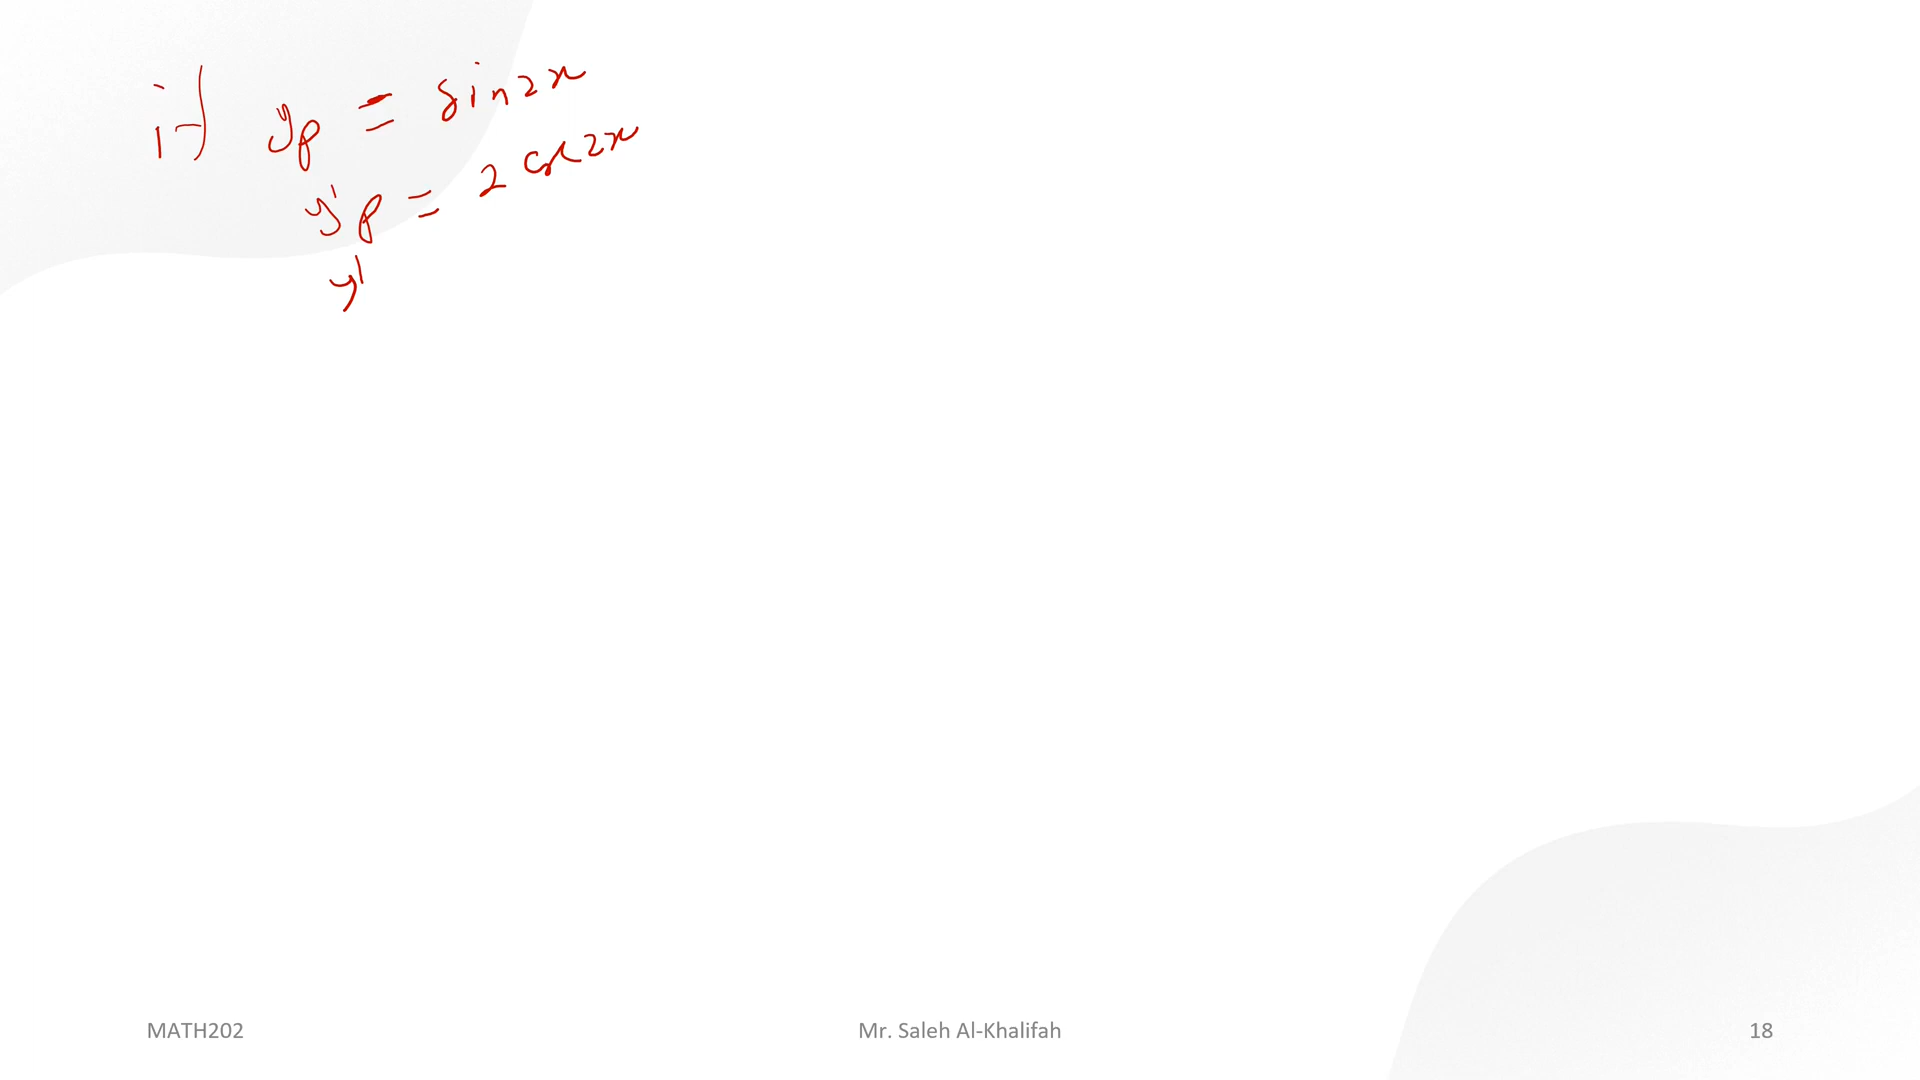 i-) yp = sin2x
y'p = 2 cos2x
y'
MATH202
Mr. Saleh Al-Khalifah
18